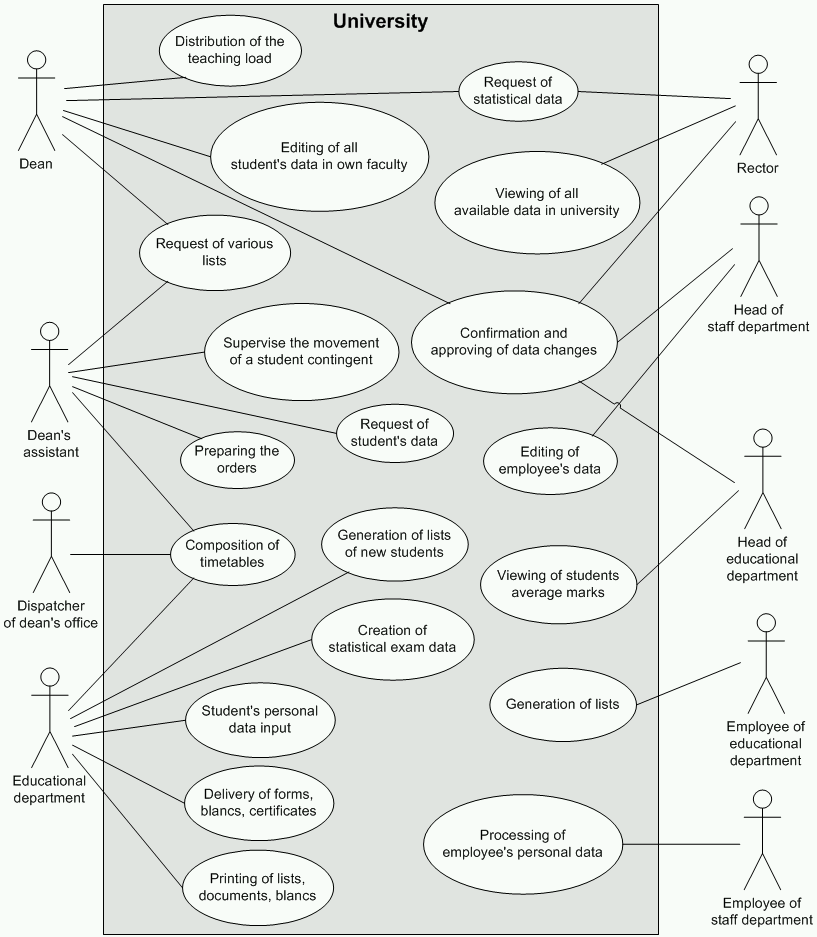 University
Distribution of the
teaching load
Request of
statistical data
Dean
Editing of all
student's data in own faculty
Rector
Viewing of all
available data in university
Request of various
lists
Head of
staff department
Supervise the movement
of a student contingent
Confirmation and
approving of data changes
Dean's
assistant
Request of
student's data
Preparing the
orders
Editing of
employee's data
Composition of
timetables
Generation of lists
of new students
Head of
educational
department
Viewing of students
average marks
Dispatcher
of dean's office
Creation of
statistical exam data
Student's personal
data input
Generation of lists
Employee of
educational
department
Educational
department
Delivery of forms,
blancs, certificates
Processing of
employee's personal data
Printing of lists,
documents, blancs
Employee of
staff department